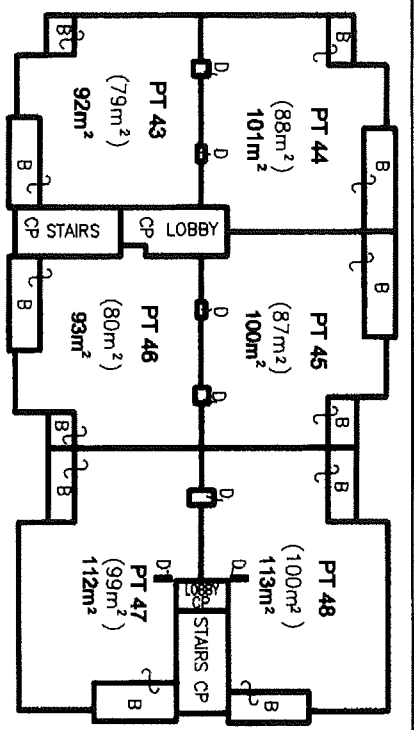 B
D
D
B
PT 43
(79m²)
92m²
PT 44
(88m²)
101m²
B
B
CP STAIRS
CP LOBBY
B
B
PT 46
(80m²)
93m²
D
D
PT 45
(87m²)
100m²
B
B
B
B
D
D
D
LOBBY
CP
PT 47
(99m²)
112m²
PT 48
(100m²)
113m²
STAIRS CP
B
B